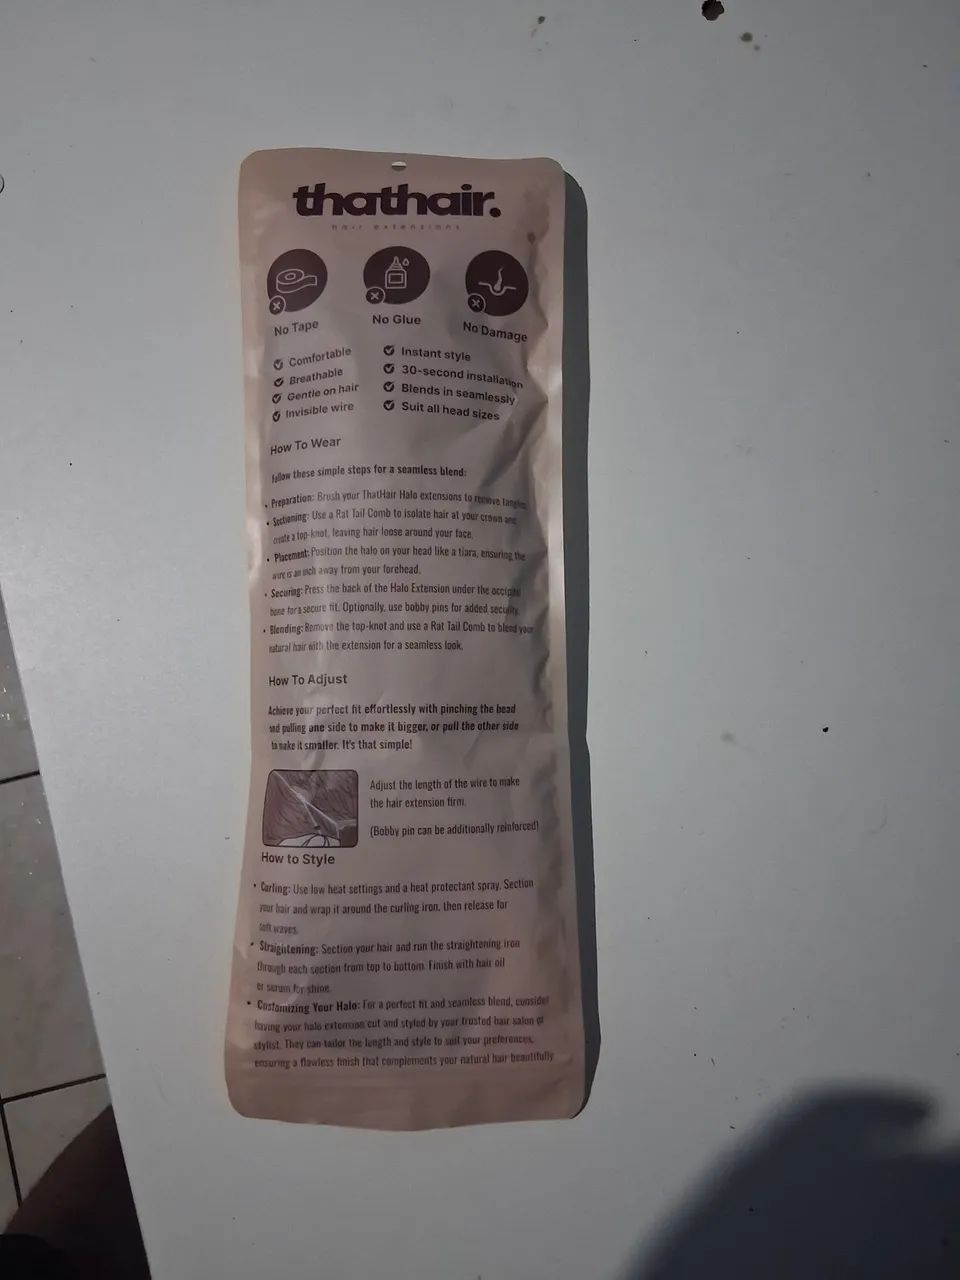 thathair.
hair extensions
No Tape
No Glue
No Damage
Comfortable
Breathable
Gentle on hair
Invisible wire
Instant style
30-second installation
Blends in seamlessly
Suit all head sizes
How To Wear
Follow these simple steps for a seamless blend:
• Preparation: Brush your ThatHair Halo extensions to remove tangles
• Sectioning: Use a Rat Tail Comb to isolate hair at your crown and
create a top-knot, leaving hair loose around your face.
• Placement: Position the halo on your head like a tiara, ensuring the
wire is an inch away from your forehead.
• Securing: Press the back of the Halo Extension under the occipital
bone for a secure fit. Optionally, use bobby pins for added security.
• Blending: Remove the top-knot and use a Rat Tail Comb to blend your
natural hair with the extension for a seamless look.
How To Adjust
Achieve your perfect fit effortlessly with pinching the bead
and pulling one side to make it bigger, or pull the other side
to make it smaller. It's that simple!
Adjust the length of the wire to make
the hair extension firm.
(Bobby pin can be additionally reinforced)
How to Style
• Curling: Use low heat settings and a heat protectant spray. Section
your hair and wrap it around the curling iron, then release for
soft waves.
• Straightening: Section your hair and run the straightening iron
through each section from top to bottom. Finish with hair oil
or serum for shine.
• Customizing Your Halo: For a perfect fit and seamless blend, consider
having your halo extension cut and styled by your trusted hair salon or
stylist. They can tailor the length and style to suit your preferences,
ensuring a flawless finish that complements your natural hair beautifully